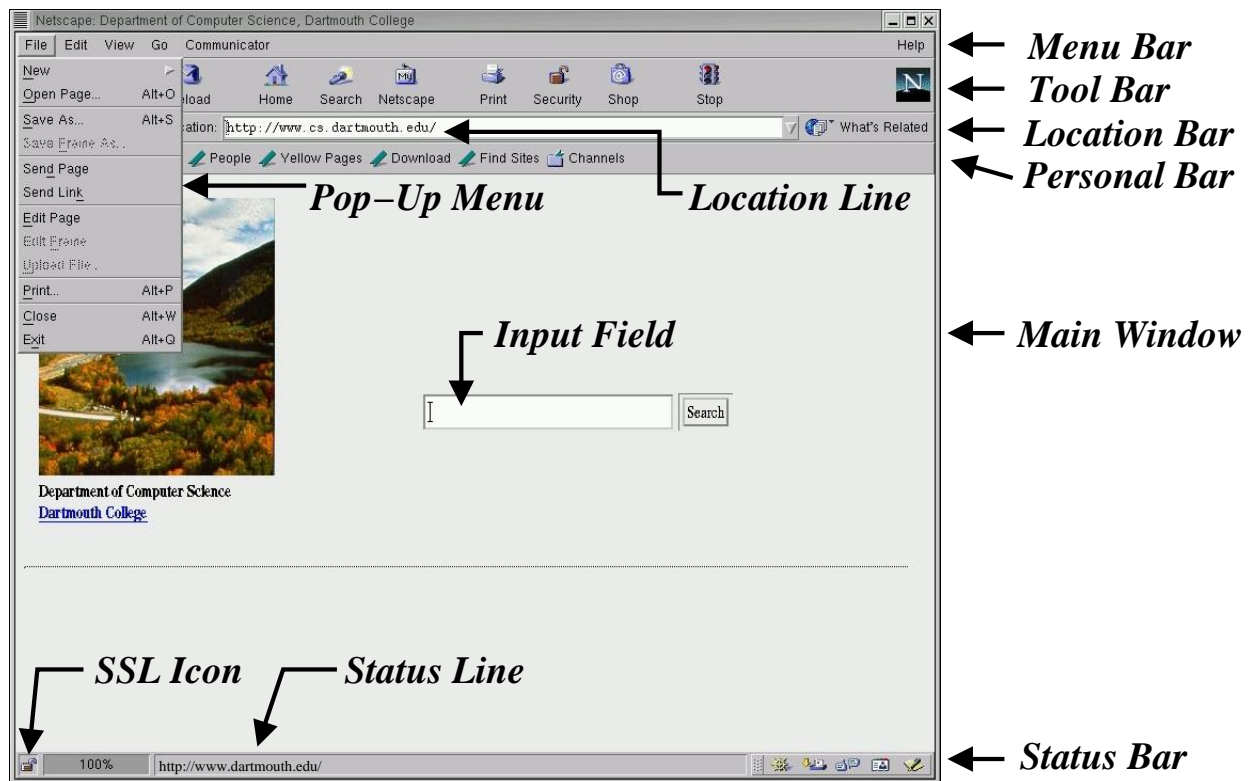 Netscape: Department of Computer Science, Dartmouth College
File Edit View Go Communicator Help
Menu Bar
New
Open Page... Alt+O
Save As... Alt+S
Save Frame As...
Send Page
Send Link
Edit Page
Edit Frame
Upload File...
Print... Alt+P
Close Alt+W
Exit Alt+Q
load Home Search Netscape Print Security Shop Stop
My
N
Tool Bar
ation: http://www.cs.dartmouth.edu/ What's Related
Location Bar
People Yellow Pages Download Find Sites Channels
Personal Bar
Pop-Up Menu
Location Line
Input Field
Main Window
Search
Department of Computer Science
Dartmouth College
SSL Icon
Status Line
100% http://www.dartmouth.edu/
Status Bar